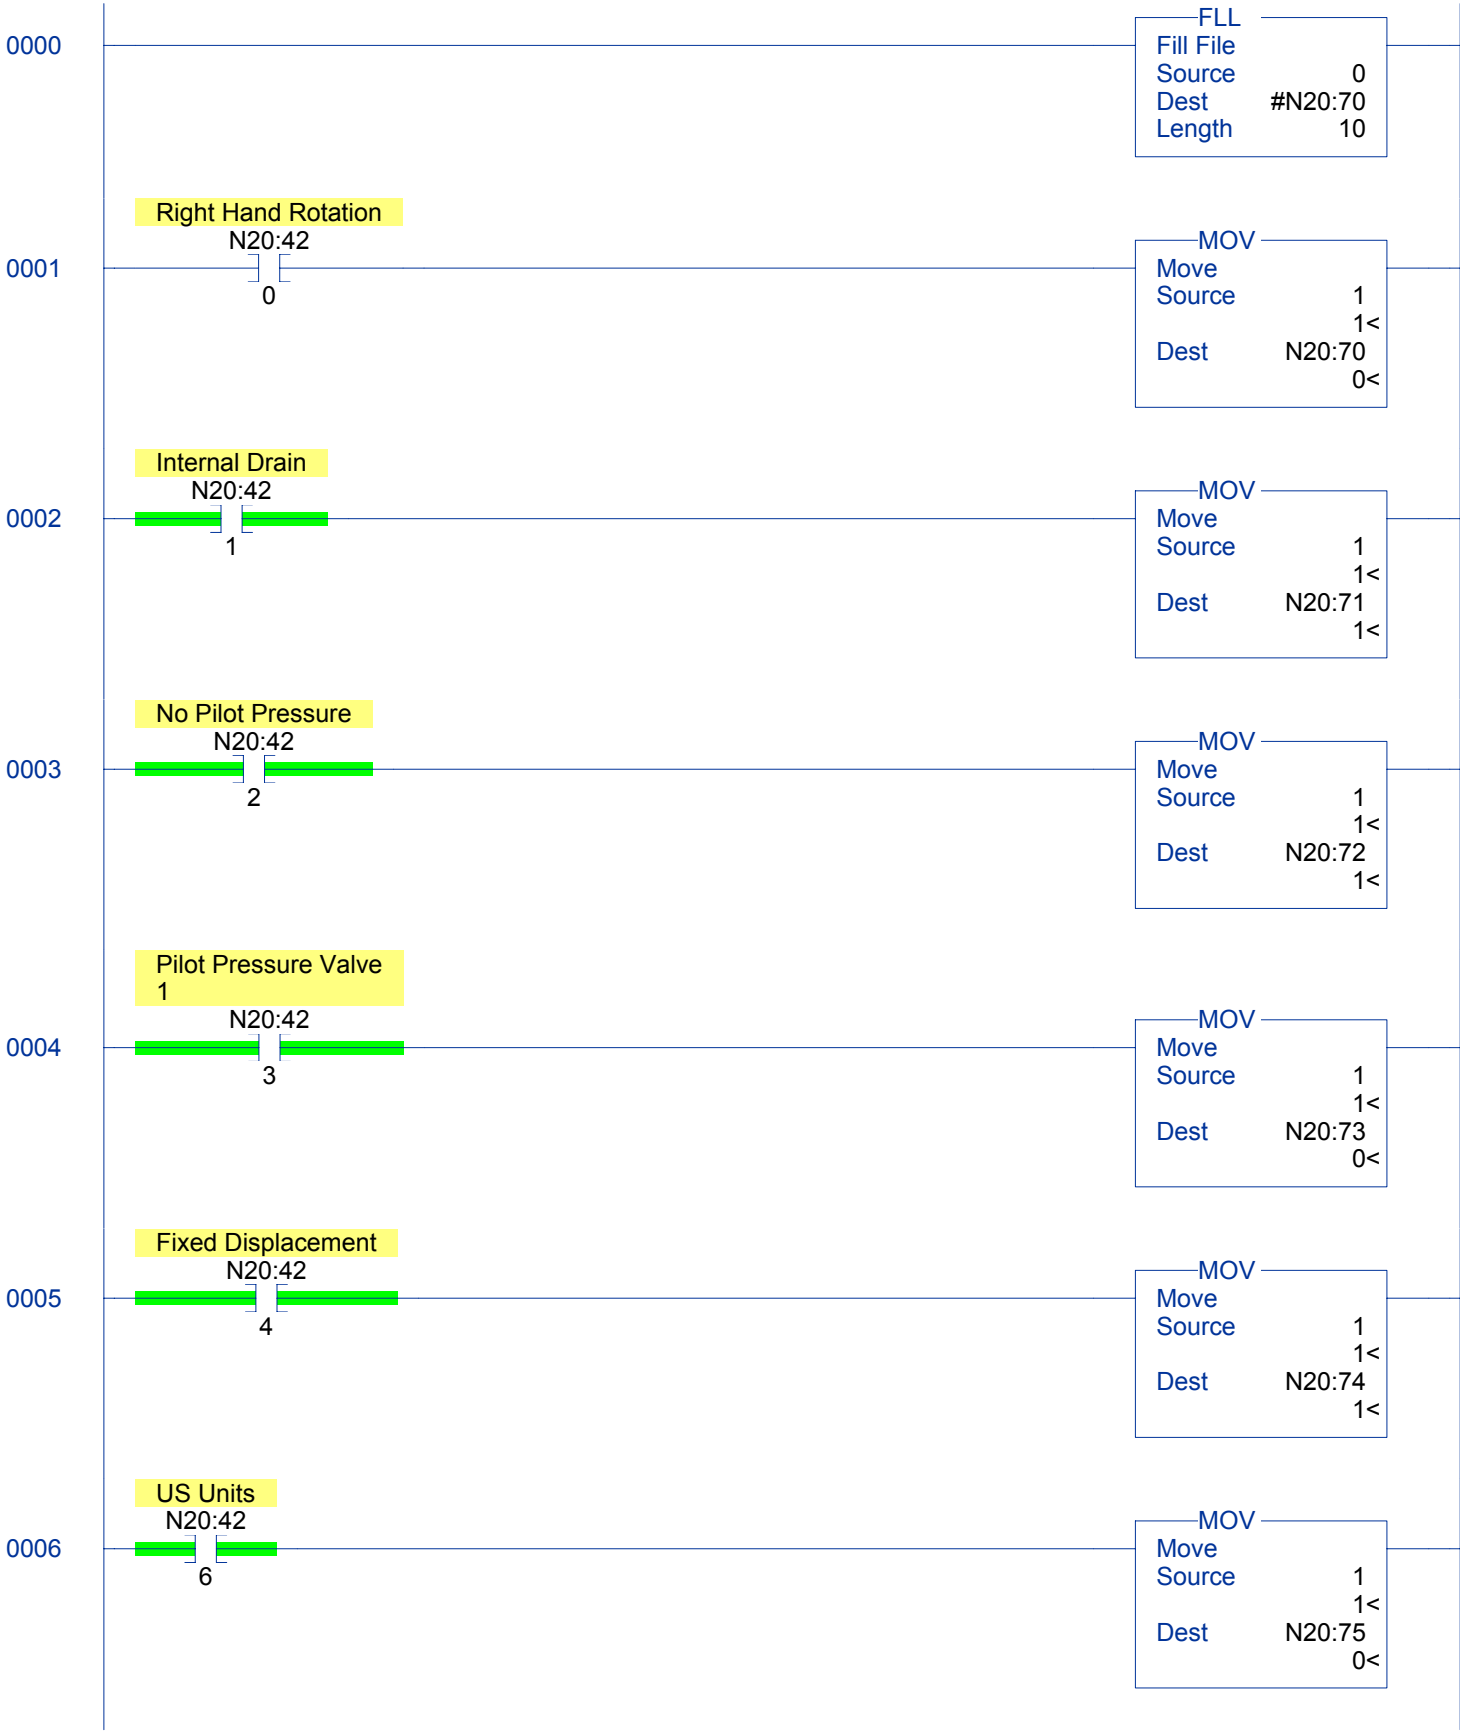 FLL
0000
Fill File
Source 0
Dest #N20:70
Length 10
Right Hand Rotation
N20:42
0
0001
MOV
Move
Source 1
1<
Dest N20:70
0<
Internal Drain
N20:42
1
0002
MOV
Move
Source 1
1<
Dest N20:71
1<
No Pilot Pressure
N20:42
2
0003
MOV
Move
Source 1
1<
Dest N20:72
1<
Pilot Pressure Valve
1
N20:42
3
0004
MOV
Move
Source 1
1<
Dest N20:73
0<
Fixed Displacement
N20:42
4
0005
MOV
Move
Source 1
1<
Dest N20:74
1<
US Units
N20:42
6
0006
MOV
Move
Source 1
1<
Dest N20:75
0<